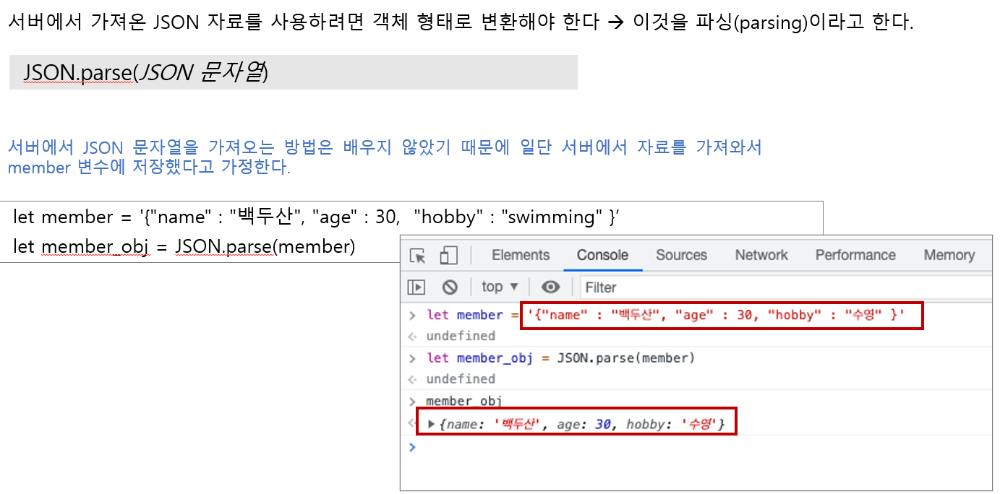 서버에서 가져온 JSON 자료를 사용하려면 객체 형태로 변환해야 한다 → 이것을 파싱(parsing)이라고 한다.
JSON.parse(JSON 문자열)
서버에서 JSON 문자열을 가져오는 방법은 배우지 않았기 때문에 일단 서버에서 자료를 가져와서
member 변수에 저장했다고 가정한다.
let member = '{"name" : "백두산", "age" : 30, "hobby" : "swimming" }’
let member_obj = JSON.parse(member)
Elements Console Sources Network Performance Memory
top ▼ Filter
> let member = '{"name" : "백두산", "age" : 30, "hobby" : "수영" }'
undefined
> let member_obj = JSON.parse(member)
undefined
> member_obj
▶ {name: '백두산', age: 30, hobby: '수영'}
>